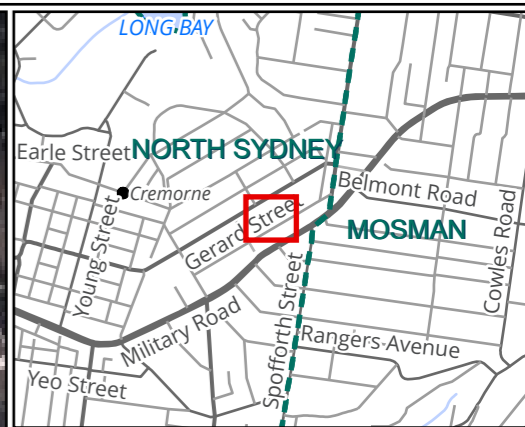 LONG BAY
Earle Street
NORTH SYDNEY
Cremorne
Belmont Road
Gerard Street
MOSMAN
Young Street
Cowles Road
Military Road
Spofforth Street
Rangers Avenue
Yeo Street